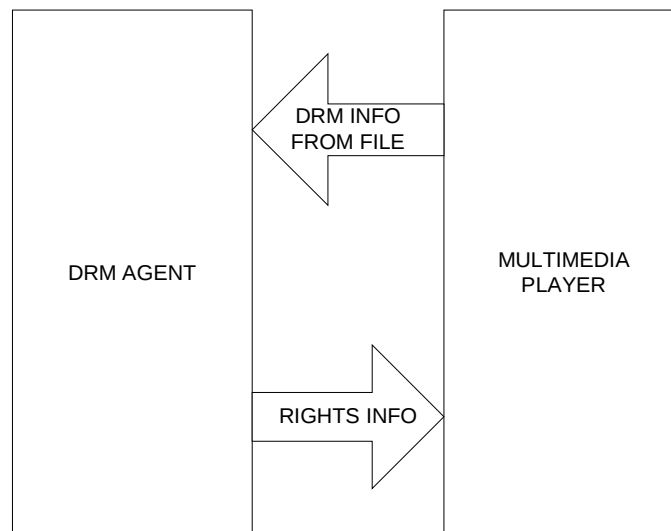 DRM INFO
FROM FILE
DRM AGENT
MULTIMEDIA
PLAYER
RIGHTS INFO